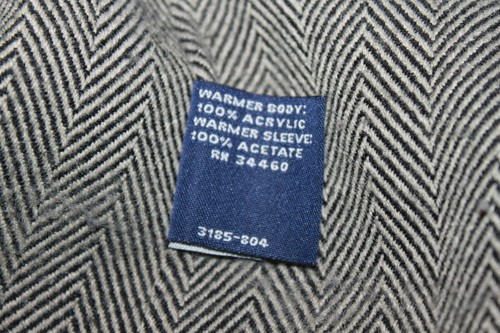 WARMER BODY:
100% ACRYLIC
WARMER SLEEVE:
100% ACETATE
RN 34460
3185-804